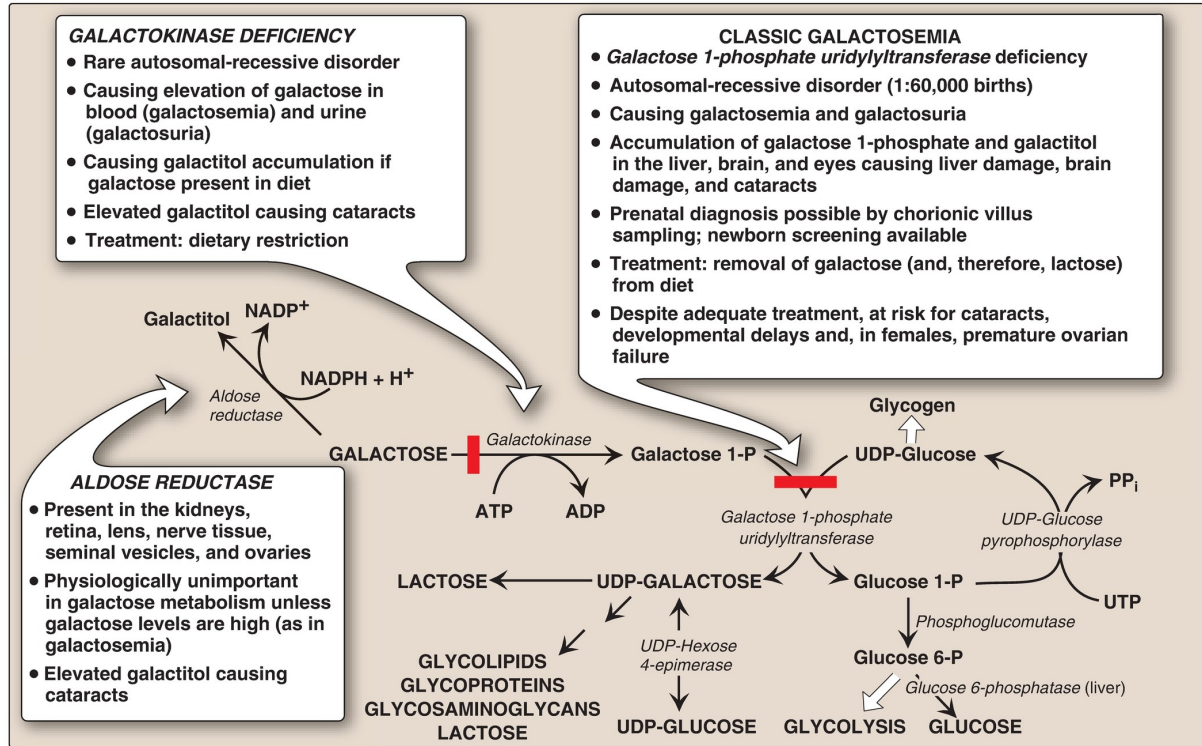 GALACTOKINASE DEFICIENCY
• Rare autosomal-recessive disorder
• Causing elevation of galactose in
blood (galactosemia) and urine
(galactosuria)
• Causing galactitol accumulation if
galactose present in diet
• Elevated galactitol causing cataracts
• Treatment: dietary restriction
CLASSIC GALACTOSEMIA
• Galactose 1-phosphate uridylyltransferase deficiency
• Autosomal-recessive disorder (1:60,000 births)
• Causing galactosemia and galactosuria
• Accumulation of galactose 1-phosphate and galactitol
in the liver, brain, and eyes causing liver damage, brain
damage, and cataracts
• Prenatal diagnosis possible by chorionic villus
sampling; newborn screening available
• Treatment: removal of galactose (and, therefore, lactose)
from diet
• Despite adequate treatment, at risk for cataracts,
developmental delays and, in females, premature ovarian
failure
Galactitol
NADP+
NADPH + H+
Aldose
reductase
GALACTOSE
Galactokinase
ATP
ADP
Galactose 1-P
Glycogen
UDP-Glucose
PPi
Galactose 1-phosphate
uridylyltransferase
UDP-Glucose
pyrophosphorylase
UTP
ALDOSE REDUCTASE
• Present in the kidneys,
retina, lens, nerve tissue,
seminal vesicles, and ovaries
• Physiologically unimportant
in galactose metabolism unless
galactose levels are high (as in
galactosemia)
• Elevated galactitol causing
cataracts
LACTOSE
UDP-GALACTOSE
Glucose 1-P
GLYCOLIPIDS
GLYCOPROTEINS
GLYCOSAMINOGLYCANS
LACTOSE
UDP-Hexose
4-epimerase
UDP-GLUCOSE
Phosphoglucomutase
Glucose 6-P
Glucose 6-phosphatase (liver)
GLYCOLYSIS
GLUCOSE